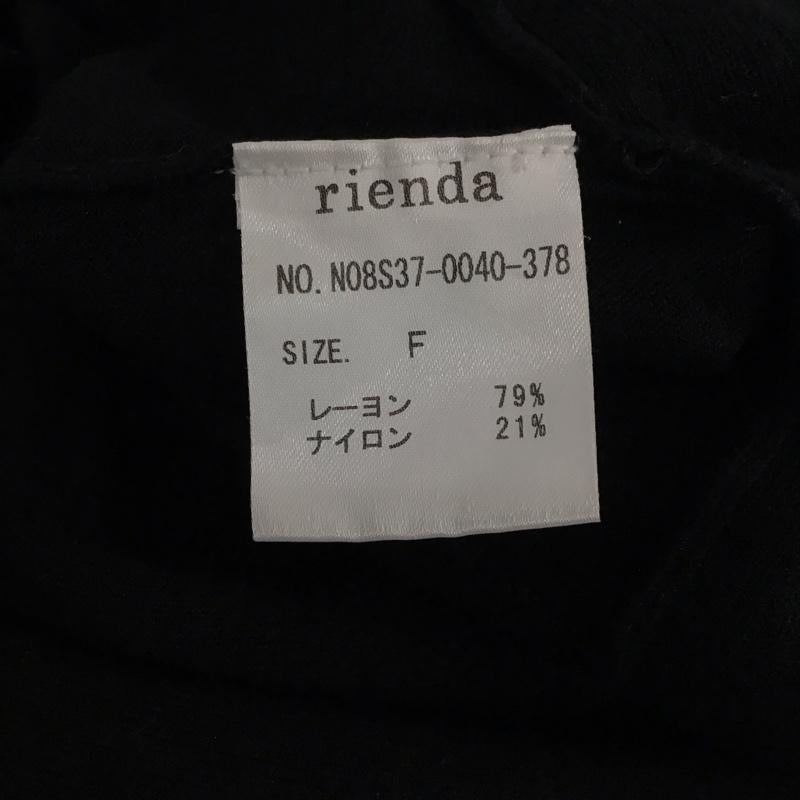 rienda
NO. N08S37-0040-378
SIZE. F
レーヨン 79%
ナイロン 21%